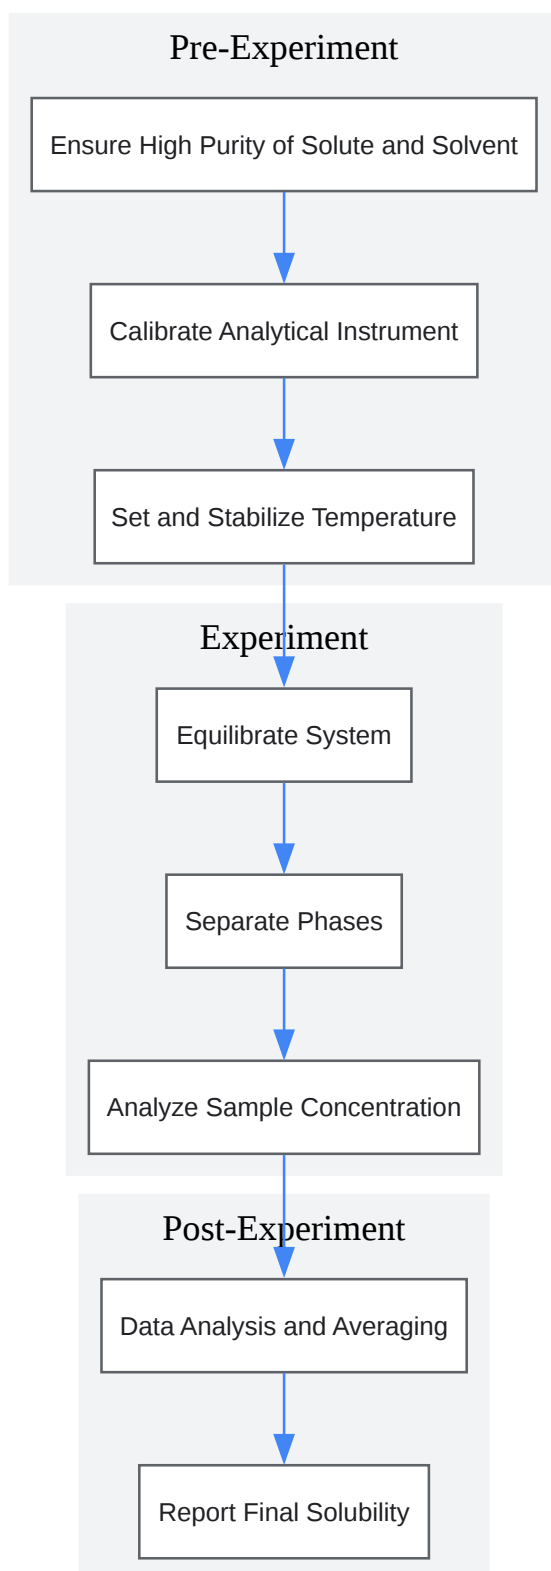 Pre-Experiment
Ensure High Purity of Solute and Solvent
Calibrate Analytical Instrument
Set and Stabilize Temperature
Experiment
Equilibrate System
Separate Phases
Analyze Sample Concentration
Post-Experiment
Data Analysis and Averaging
Report Final Solubility